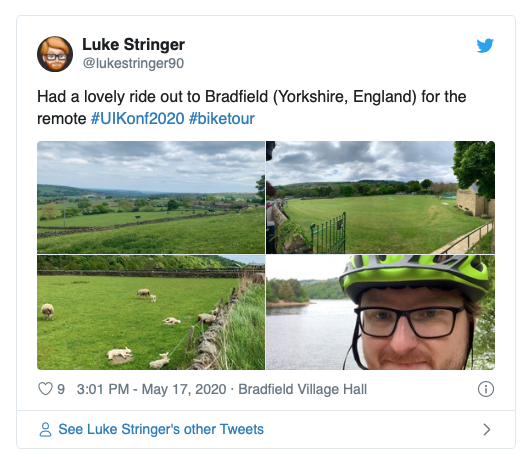 Luke Stringer
@lukestringer90
Had a lovely ride out to Bradfield (Yorkshire, England) for the
remote #UIKonf2020 #biketour
9 3:01 PM - May 17, 2020 · Bradfield Village Hall
See Luke Stringer's other Tweets